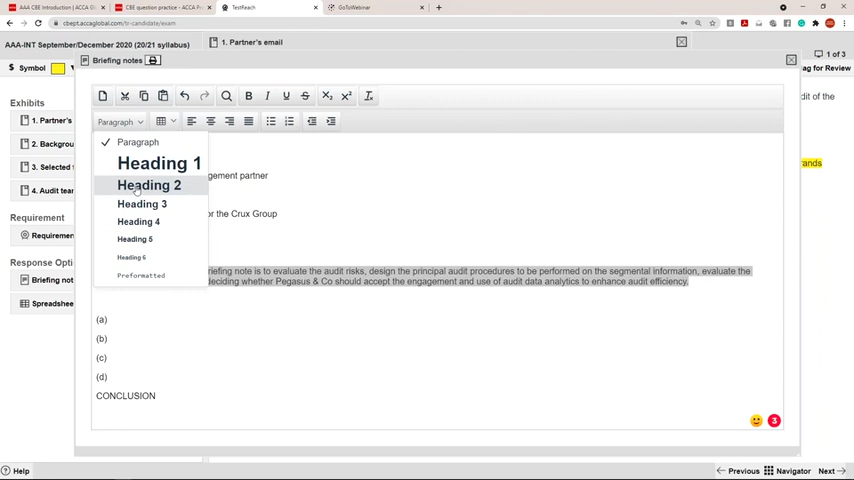 AAA CBE Introduction | ACCA G
CBE question practice - ACCA P
TestReach
GoToWebinar
cbept.accaglobal.com/tr-candidate/exam
AAA-INT September/December 2020 (20/21 syllabus)
1. Partner's email
1 of 3
$ Symbol
Briefing notes
ag for Review
Exhibits
1. Partner's
2. Backgrou
3. Selected
4. Audit tean
Requirement
Requiremen
Response Opti
Briefing note
Spreadshee
Paragraph
Paragraph
Heading 1
Heading 2
Heading 3
Heading 4
Heading 5
Heading 6
Preformatted
gement partner
or the Crux Group
riefing note is to evaluate the audit risks, design the principal audit procedures to be performed on the segmental information, evaluate the
deciding whether Pegasus & Co should accept the engagement and use of audit data analytics to enhance audit efficiency.
(a)
(b)
(c)
(d)
CONCLUSION
dit of the
rands
3
Help
Previous
Navigator
Next